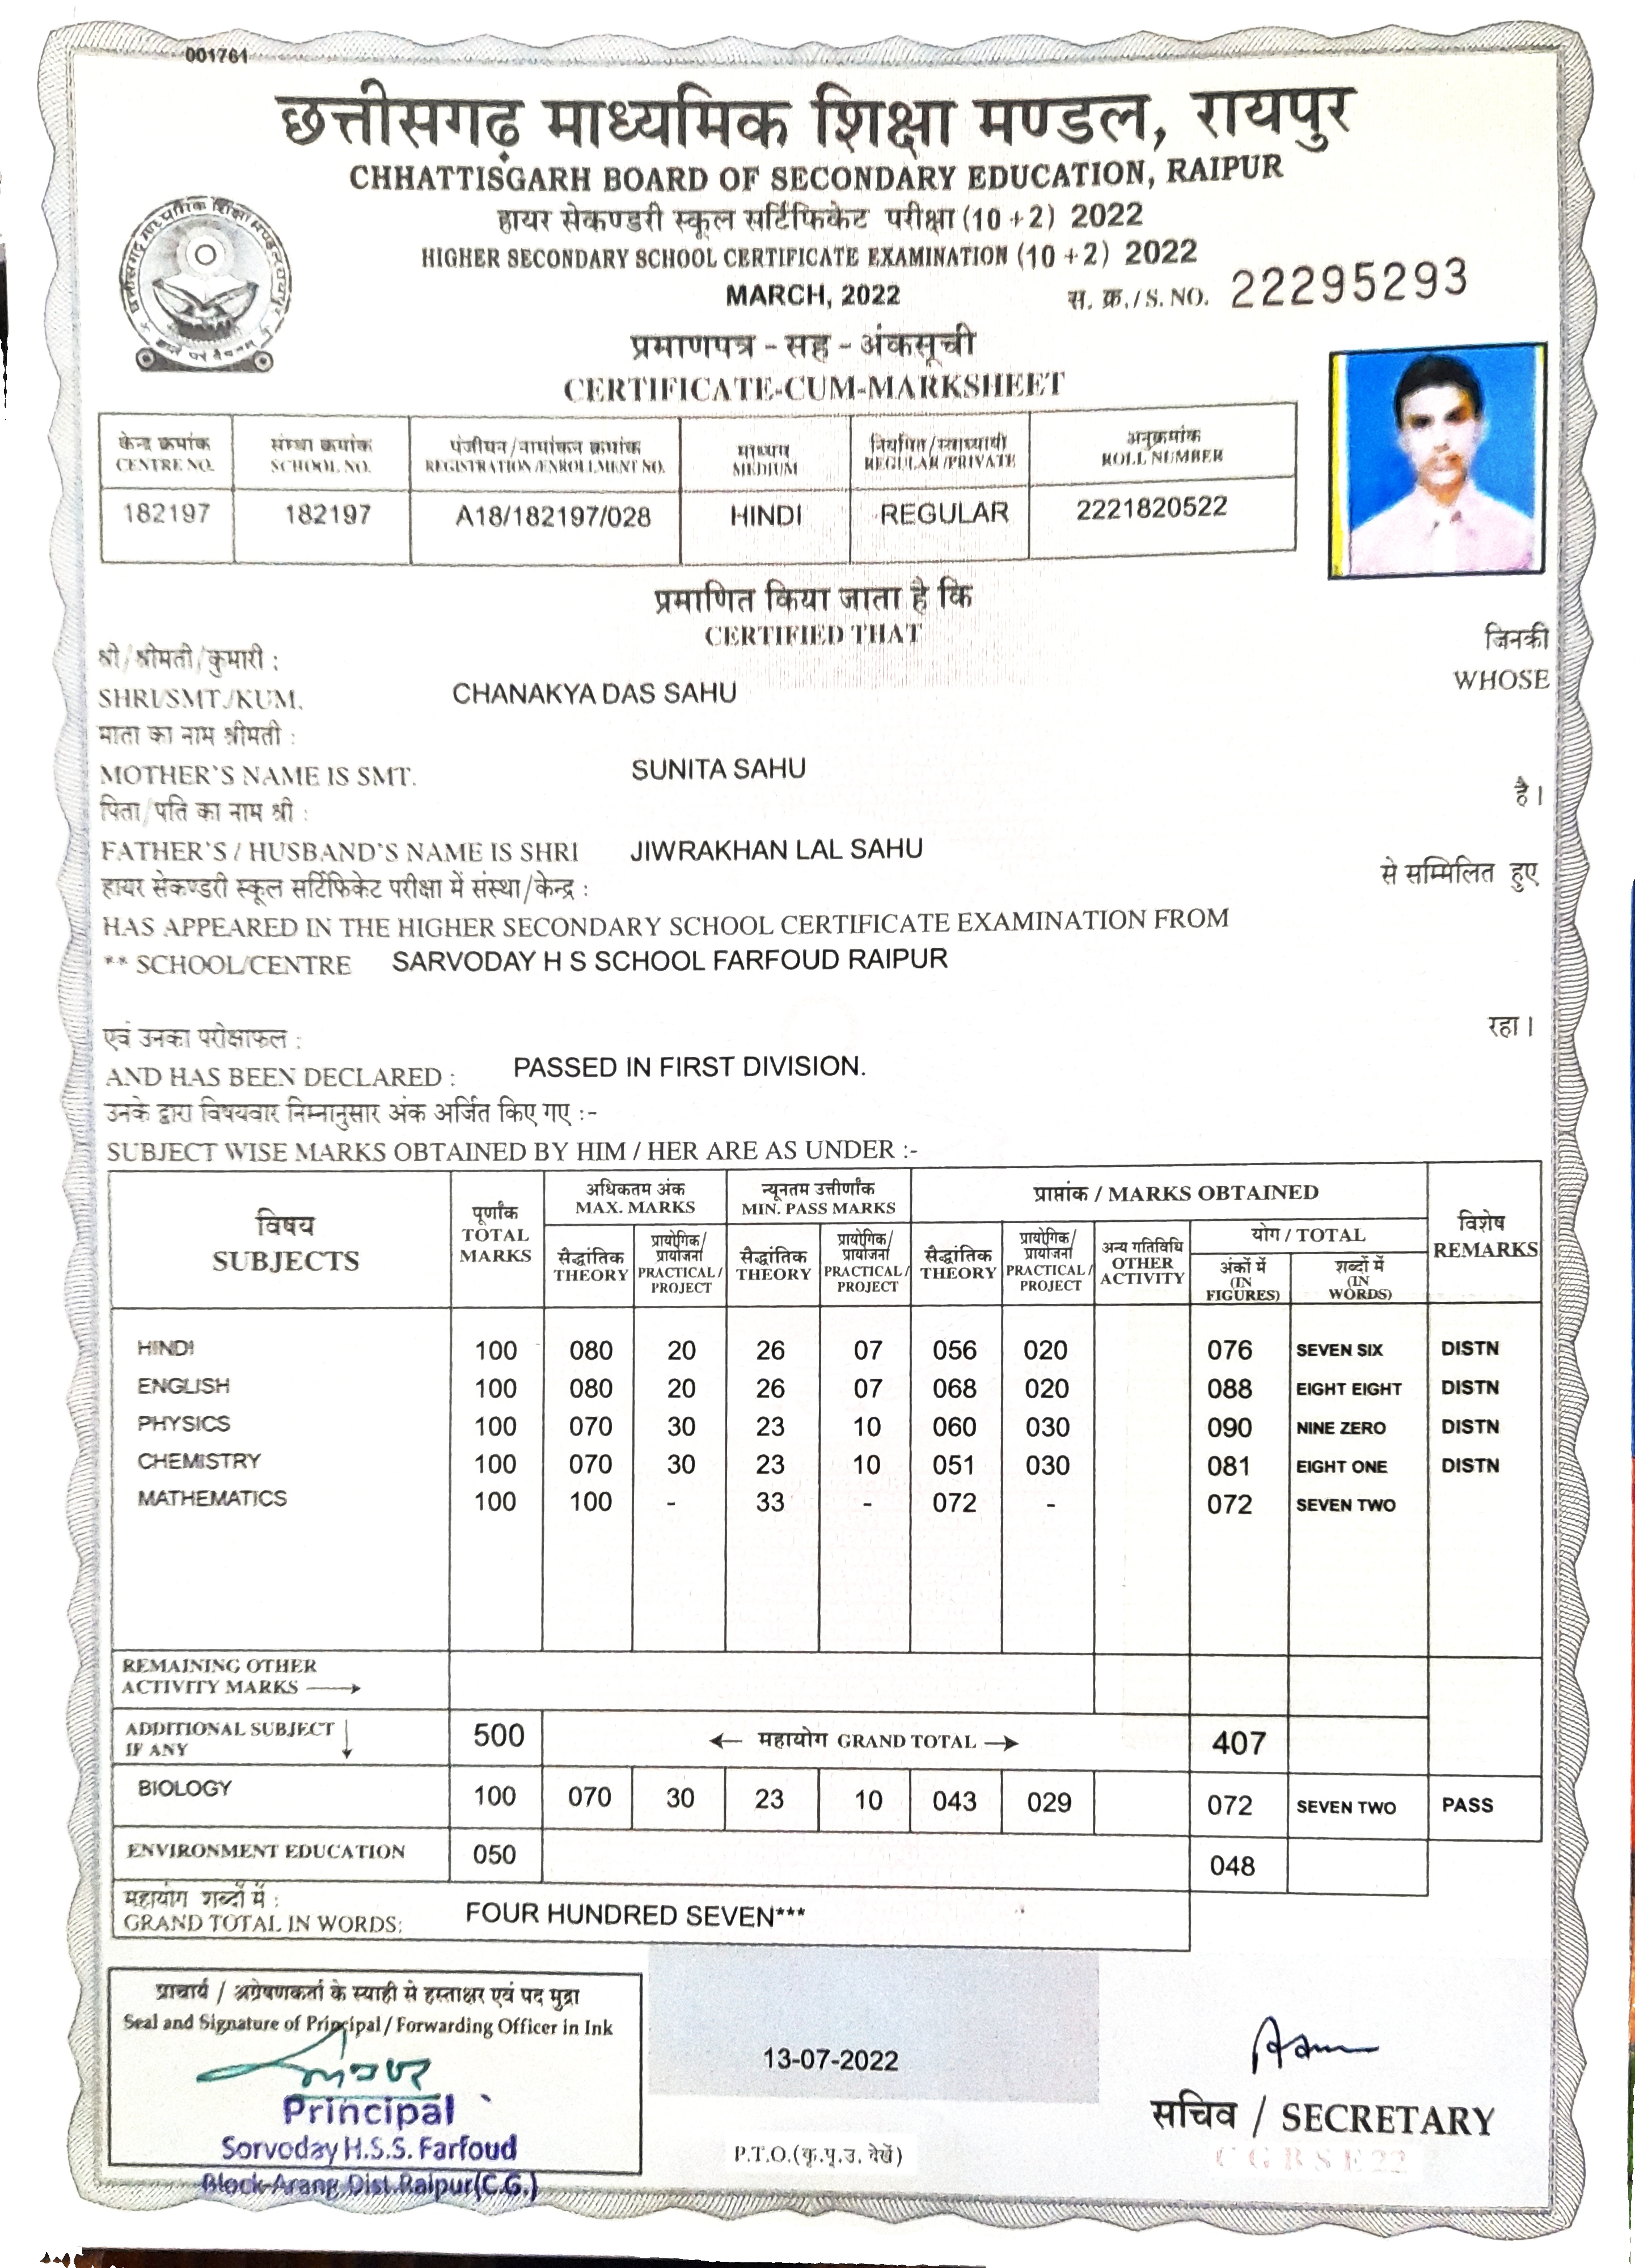 001761
छत्तीसगढ़ माध्यमिक शिक्षा मण्डल, रायपुर
CHHATTISGARH BOARD OF SECONDARY EDUCATION, RAIPUR
हायर सेकण्डरी स्कूल सर्टिफिकेट परीक्षा (10+2) 2022
HIGHER SECONDARY SCHOOL CERTIFICATE EXAMINATION (10+2) 2022
MARCH, 2022
स. क्र./S. NO. 22295293
प्रमाणपत्र - सह - अंकसूची
CERTIFICATE-CUM-MARKSHEET
केन्द्र क्रमांक संस्था क्रमांक पंजीयन/नामांकन क्रमांक माध्यम नियमित/स्वाध्यायी अनुक्रमांक
CENTRE NO. SCHOOL NO. REGISTRATION/ENROLLMENT NO. MEDIUM REGULAR/PRIVATE ROLL NUMBER
182197 182197 A18/182197/028 HINDI REGULAR 2221820522
प्रमाणित किया जाता है कि
CERTIFIED THAT
श्री/श्रीमती/कुमारी : जिनकी
SHRI/SMT./KUM. CHANAKYA DAS SAHU WHOSE
माता का नाम श्रीमती :
MOTHER'S NAME IS SMT. SUNITA SAHU
पिता/पति का नाम श्री : है।
FATHER'S / HUSBAND'S NAME IS SHRI JIWRAKHAN LAL SAHU
हायर सेकण्डरी स्कूल सर्टिफिकेट परीक्षा में संस्था/केन्द्र : से सम्मिलित हुए
HAS APPEARED IN THE HIGHER SECONDARY SCHOOL CERTIFICATE EXAMINATION FROM
** SCHOOL/CENTRE SARVODAY H S SCHOOL FARFOUD RAIPUR
एवं उनका परीक्षाफल : रहा।
AND HAS BEEN DECLARED : PASSED IN FIRST DIVISION.
उनके द्वारा विषयवार निम्नानुसार अंक अर्जित किए गए :-
SUBJECT WISE MARKS OBTAINED BY HIM / HER ARE AS UNDER :-
विषय
SUBJECTS
पूर्णांक
TOTAL
MARKS
अधिकतम अंक
MAX. MARKS
सैद्धांतिक
THEORY
प्रायोगिक/
प्रायोजना
PRACTICAL/
PROJECT
न्यूनतम उत्तीर्णांक
MIN. PASS MARKS
सैद्धांतिक
THEORY
प्रायोगिक/
प्रायोजना
PRACTICAL/
PROJECT
प्राप्तांक / MARKS OBTAINED
सैद्धांतिक
THEORY
प्रायोगिक/
प्रायोजना
PRACTICAL/
PROJECT
अन्य गतिविधि
OTHER
ACTIVITY
योग / TOTAL
अंकों में
(IN
FIGURES)
शब्दों में
(IN
WORDS)
विशेष
REMARKS
HINDI 100 080 20 26 07 056 020 076 SEVEN SIX DISTN
ENGLISH 100 080 20 26 07 068 020 088 EIGHT EIGHT DISTN
PHYSICS 100 070 30 23 10 060 030 090 NINE ZERO DISTN
CHEMISTRY 100 070 30 23 10 051 030 081 EIGHT ONE DISTN
MATHEMATICS 100 100 - 33 - 072 - 072 SEVEN TWO
REMAINING OTHER
ACTIVITY MARKS →
ADDITIONAL SUBJECT
IF ANY ↓
500 ← महायोग GRAND TOTAL → 407
BIOLOGY 100 070 30 23 10 043 029 072 SEVEN TWO PASS
ENVIRONMENT EDUCATION 050 048
महायोग शब्दों में :
GRAND TOTAL IN WORDS: FOUR HUNDRED SEVEN***
प्राचार्य / अग्रेषणकर्ता के स्याही से हस्ताक्षर एवं पद मुद्रा
Seal and Signature of Principal / Forwarding Officer in Ink
Principal
Sorvoday H.S.S. Farfoud
Block-Arang, Dist. Raipur(C.G.)
13-07-2022
P.T.O.(कृ.पृ.उ. देखें)
सचिव / SECRETARY
CGBSE22